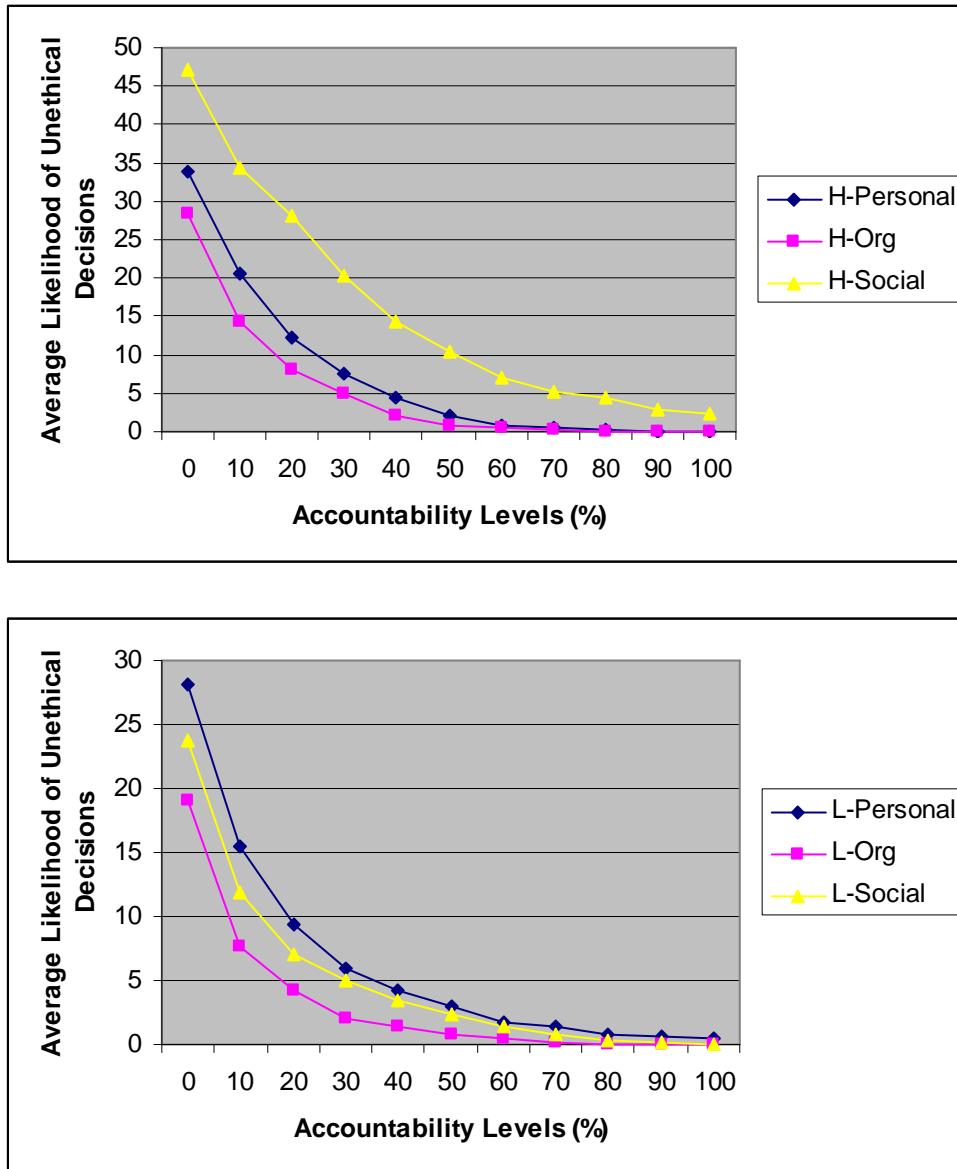 Average Likelihood of Unethical
Decisions
50
45
40
35
30
25
20
15
10
5
0
0 10 20 30 40 50 60 70 80 90 100
Accountability Levels (%)
H-Personal
H-Org
H-Social
Average Likelihood of Unethical
Decisions
30
25
20
15
10
5
0
0 10 20 30 40 50 60 70 80 90 100
Accountability Levels (%)
L-Personal
L-Org
L-Social